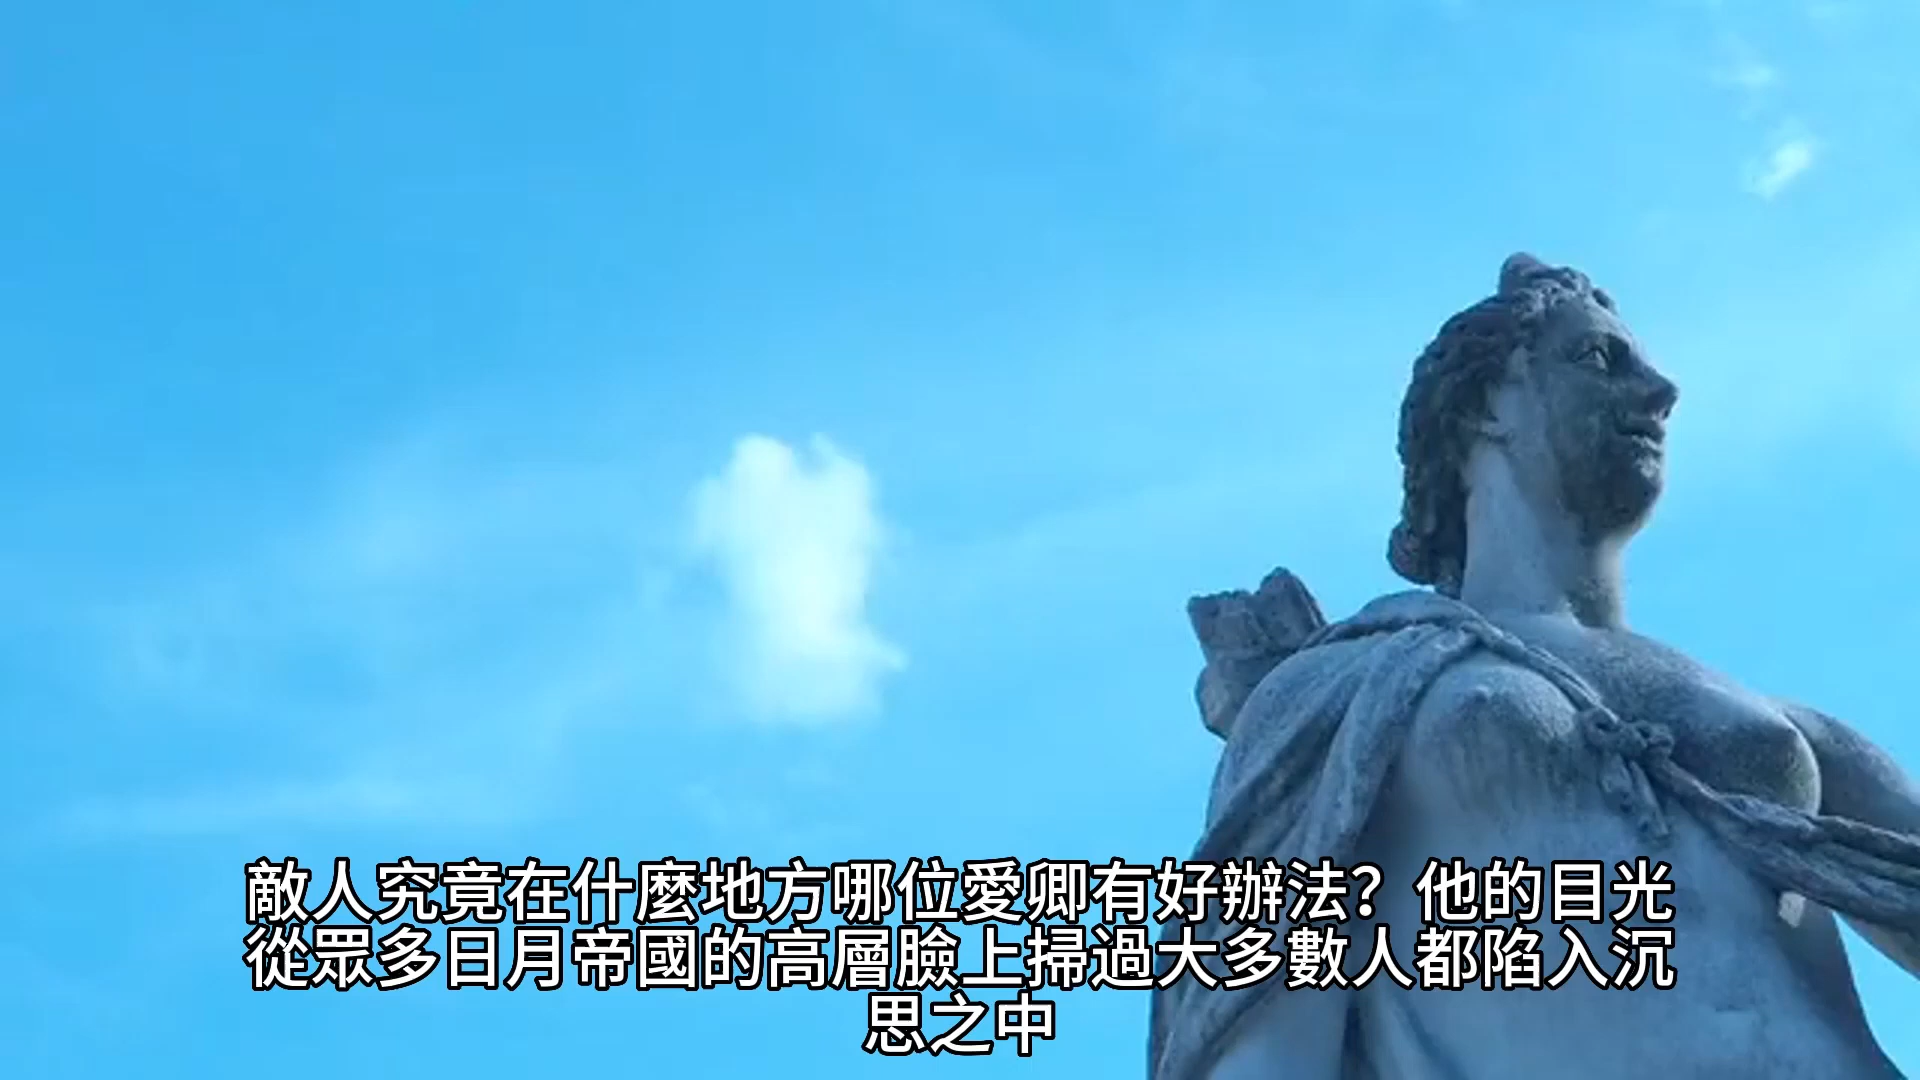 敵人究竟在什麼地方哪位愛卿有好辦法？他的目光
從眾多日月帝國的高層臉上掃過大多數人都陷入沉
思之中